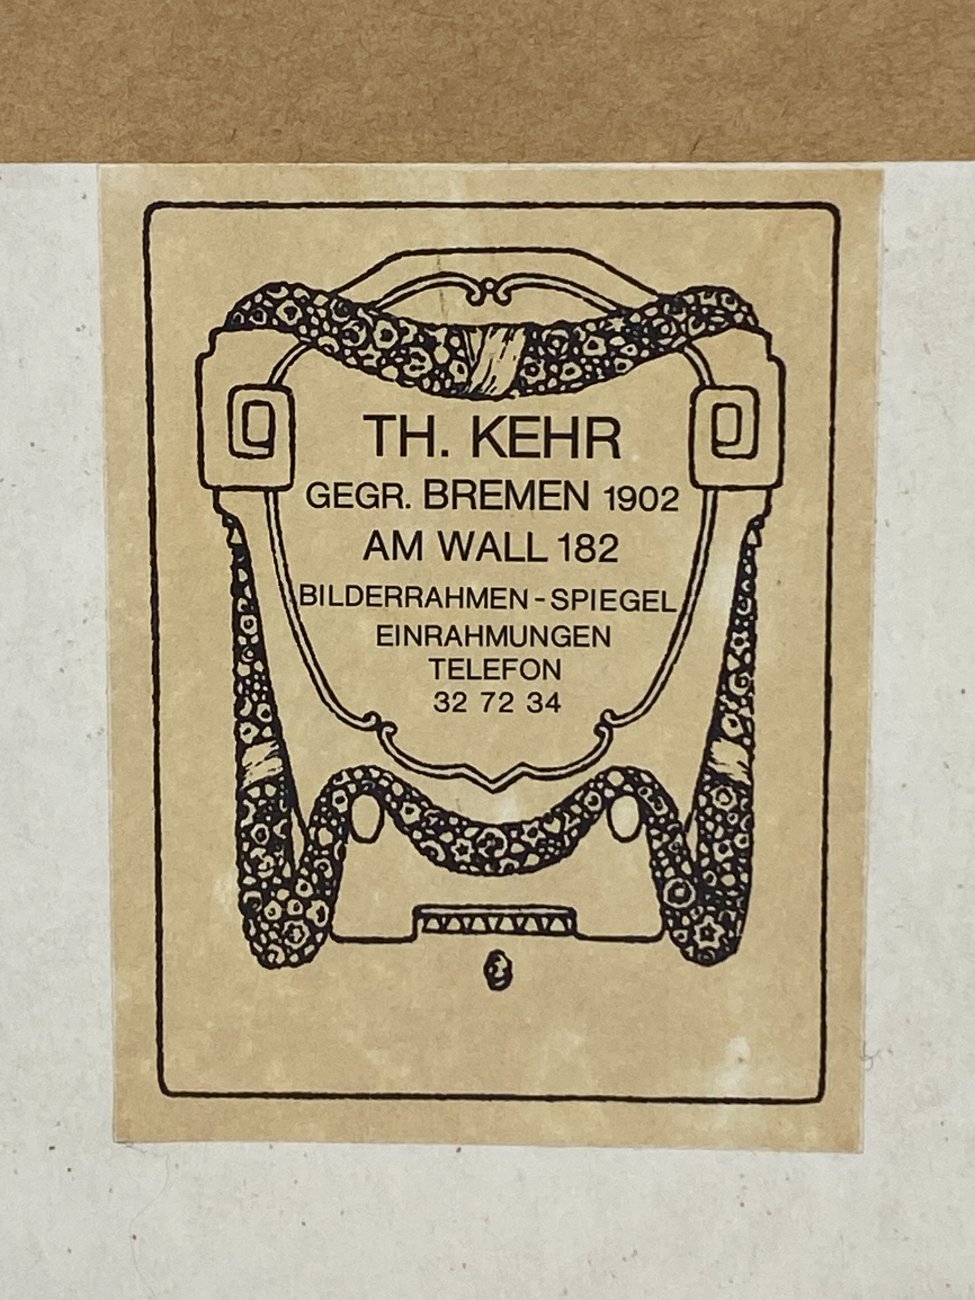 TH. KEHR
GEGR. BREMEN 1902
AM WALL 182
BILDERRAHMEN - SPIEGEL
EINRAHMUNGEN
TELEFON
32 72 34